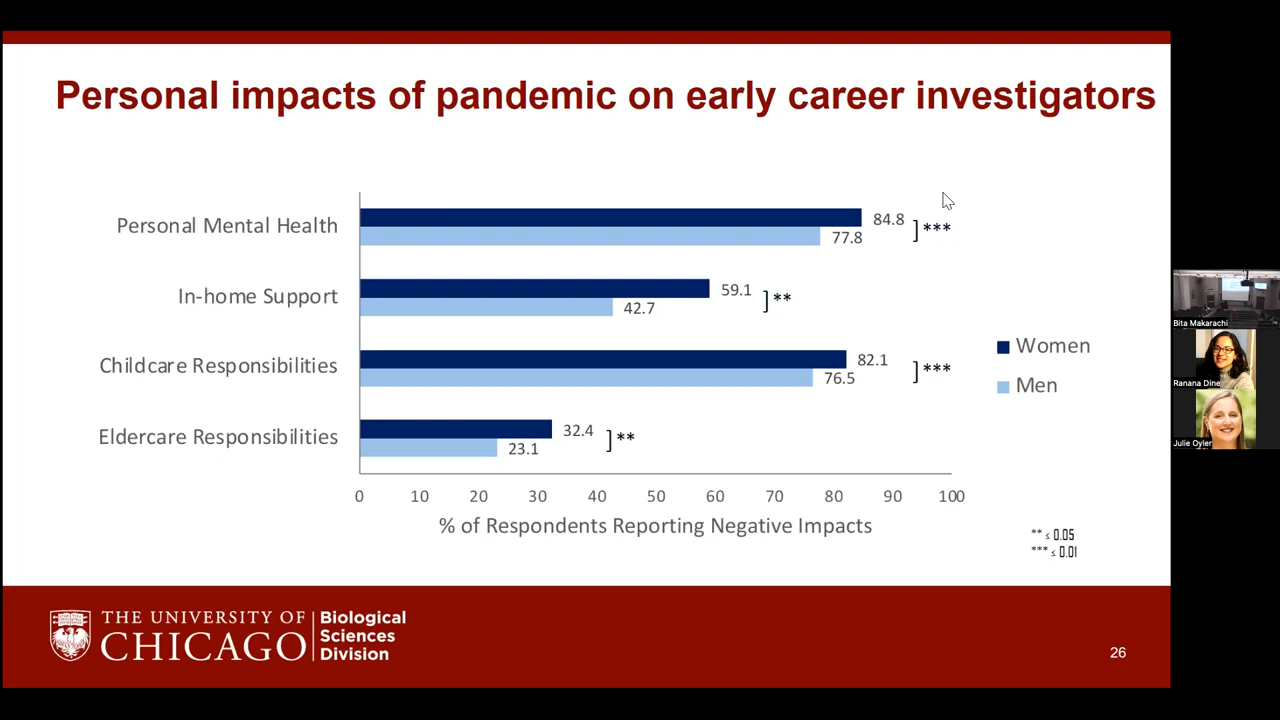 Personal impacts of pandemic on early career investigators
Personal Mental Health
84.8
77.8
***
In-home Support
59.1
42.7
**
Childcare Responsibilities
82.1
76.5
***
Eldercare Responsibilities
32.4
23.1
**
Women
Men
0 10 20 30 40 50 60 70 80 90 100
% of Respondents Reporting Negative Impacts
** ≤ 0.05
*** ≤ 0.01
THE UNIVERSITY OF
CHICAGO
Biological
Sciences
Division
26
Bita Makarachi
Ranana Dine
Julie Oyler